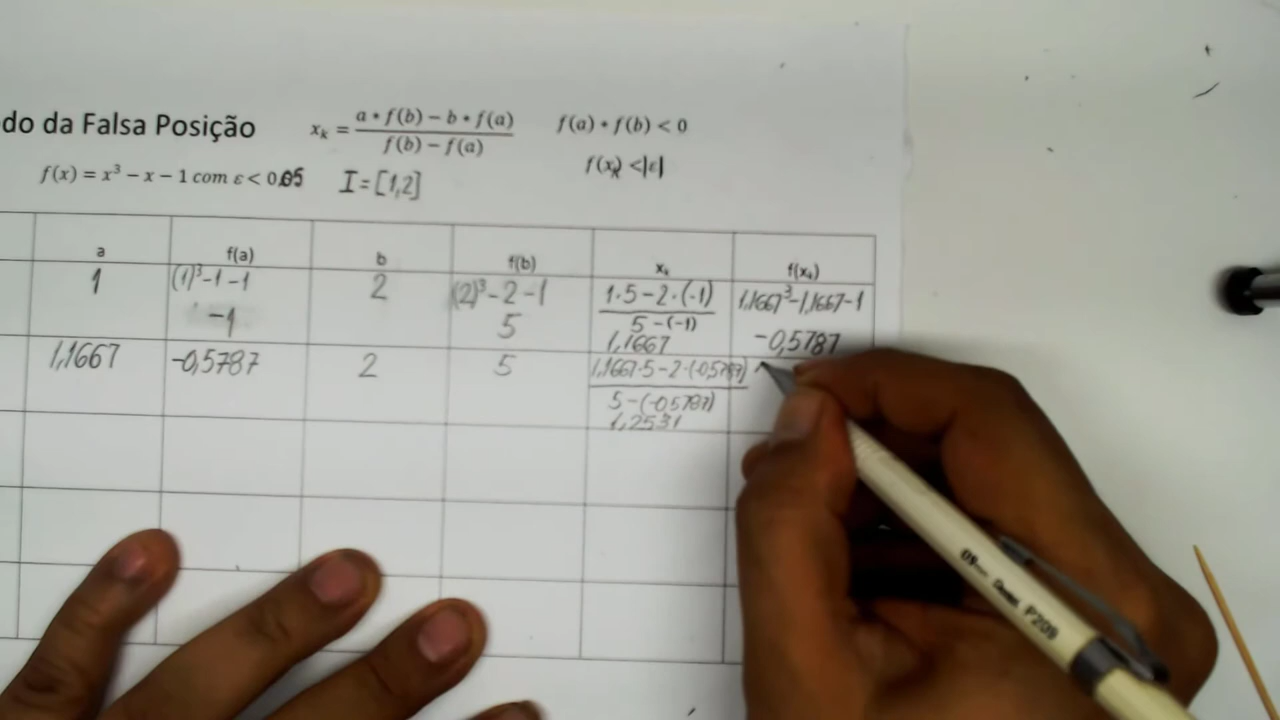 do da Falsa Posição
x_k = (a * f(b) − b * f(a)) / (f(b) − f(a))
f(a) * f(b) < 0
f(x_k) < |ε|
f(x) = x³ − x − 1 com ε < 0,05
I = [1,2]
a f(a) b f(b) x_k f(x_k)
1 (1)³-1-1 2 (2)³-2-1 1·5-2·(-1) 1,1667³-1,1667-1
-1 5 5-(-1)
1,1667 -0,5787
1,1667 -0,5787 2 5 1,1667·5-2·(-0,5787)
5-(-0,5787)
1,2531
P209